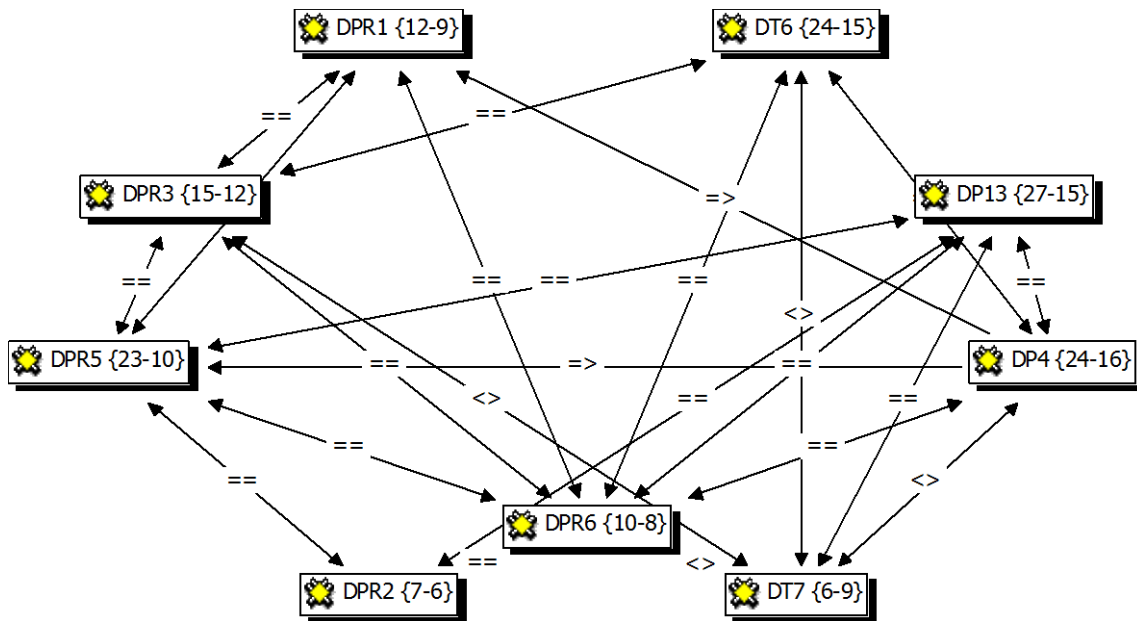 DPR1 {12-9}
DT6 {24-15}
==
==
DPR3 {15-12}
=>
DP13 {27-15}
==
==
==
==
==
<>
DPR5 {23-10}
==
=>
<>
==
==
==
DP4 {24-16}
==
==
==
<>
DPR6 {10-8}
==
<>
DPR2 {7-6}
DT7 {6-9}